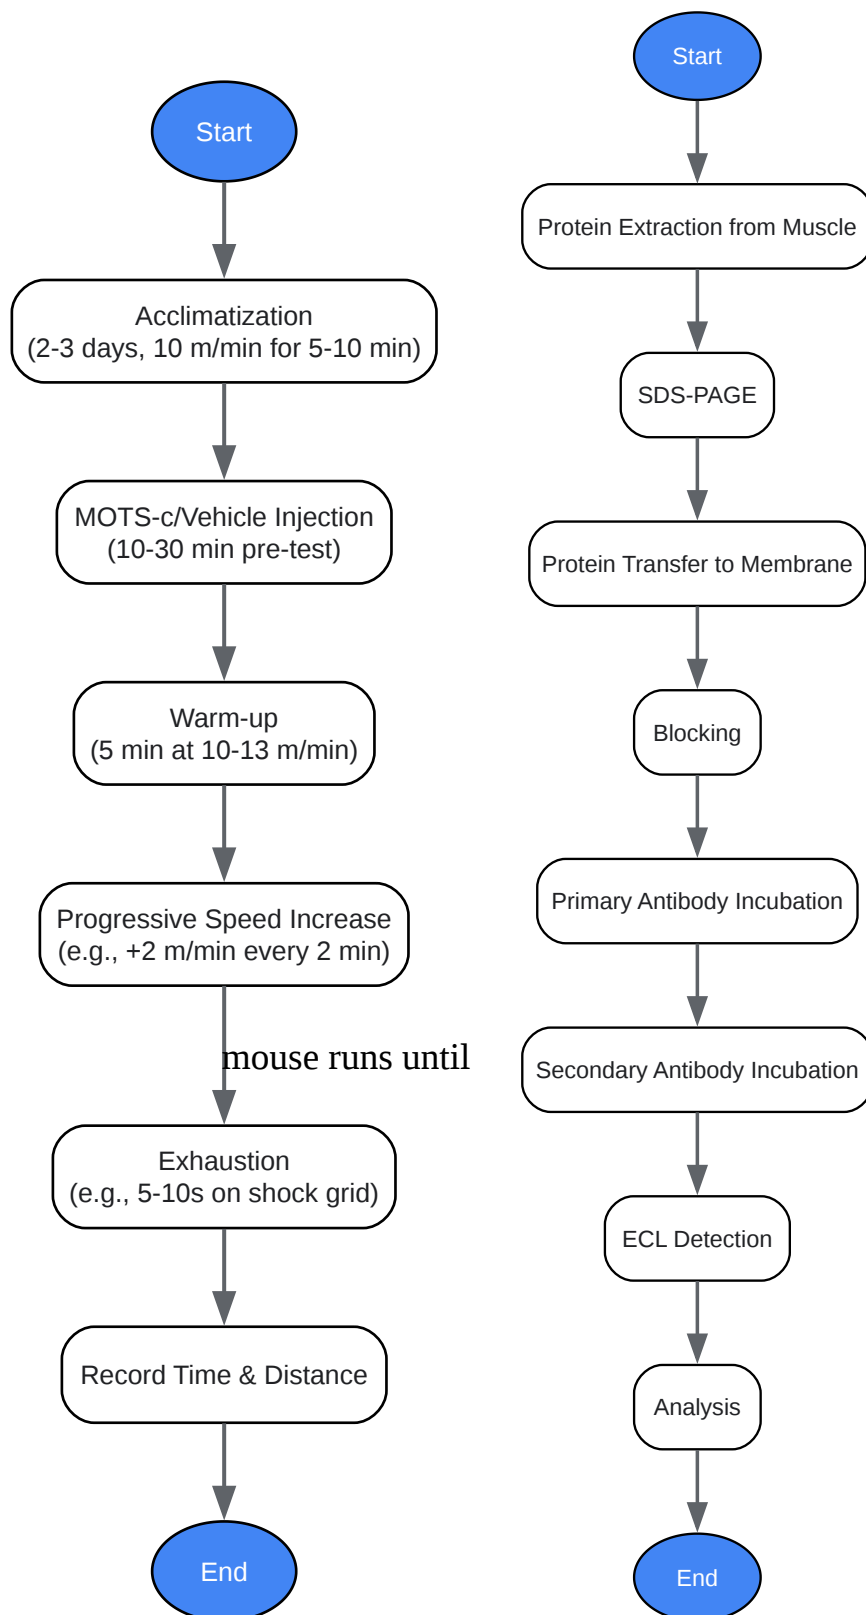 Start
Acclimatization
(2-3 days, 10 m/min for 5-10 min)
MOTS-c/Vehicle Injection
(10-30 min pre-test)
Warm-up
(5 min at 10-13 m/min)
Progressive Speed Increase
(e.g., +2 m/min every 2 min)
mouse runs until
Exhaustion
(e.g., 5-10s on shock grid)
Record Time & Distance
End
Start
Protein Extraction from Muscle
SDS-PAGE
Protein Transfer to Membrane
Blocking
Primary Antibody Incubation
Secondary Antibody Incubation
ECL Detection
Analysis
End